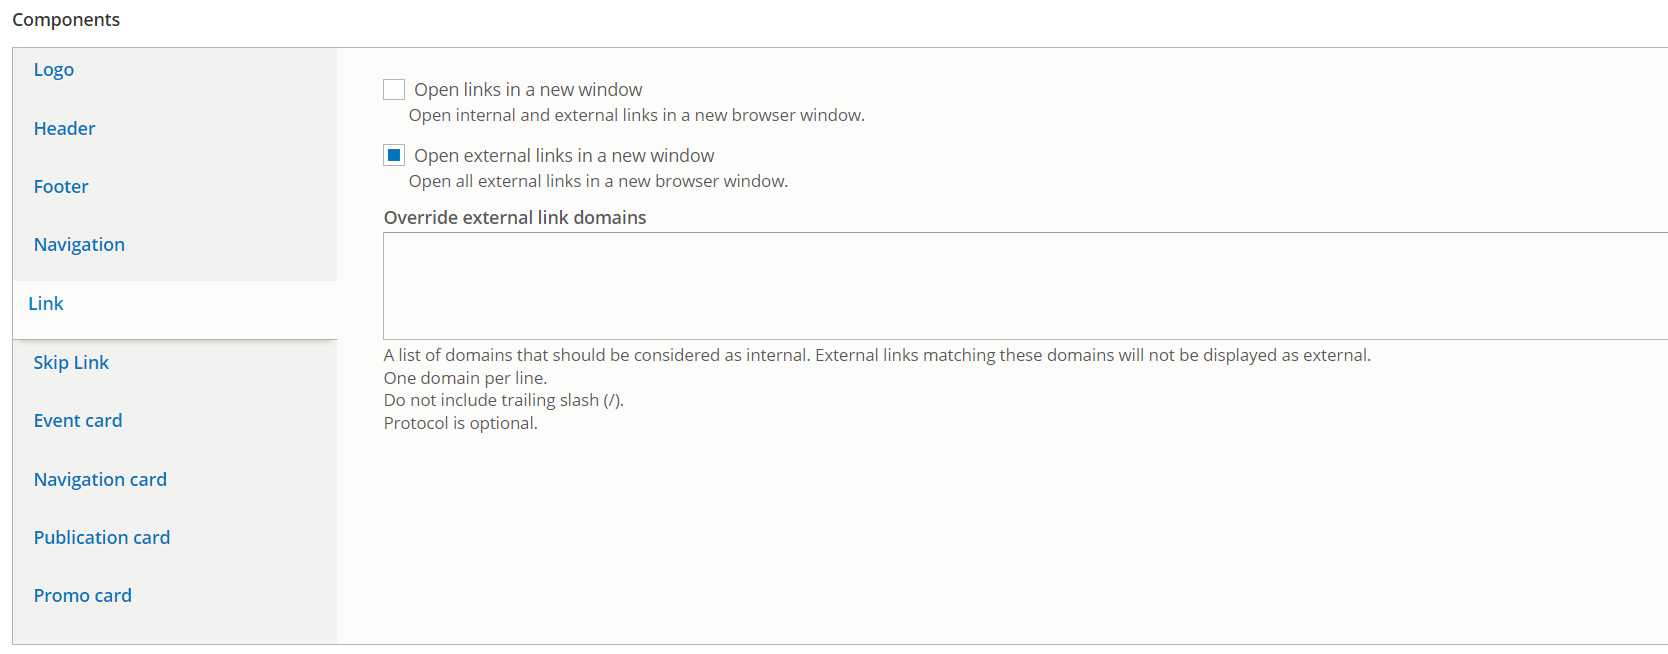 Components
Logo
Header
Footer
Navigation
Link
Skip Link
Event card
Navigation card
Publication card
Promo card
Open links in a new window
Open internal and external links in a new browser window.
Open external links in a new window
Open all external links in a new browser window.
Override external link domains
A list of domains that should be considered as internal. External links matching these domains will not be displayed as external.
One domain per line.
Do not include trailing slash (/).
Protocol is optional.